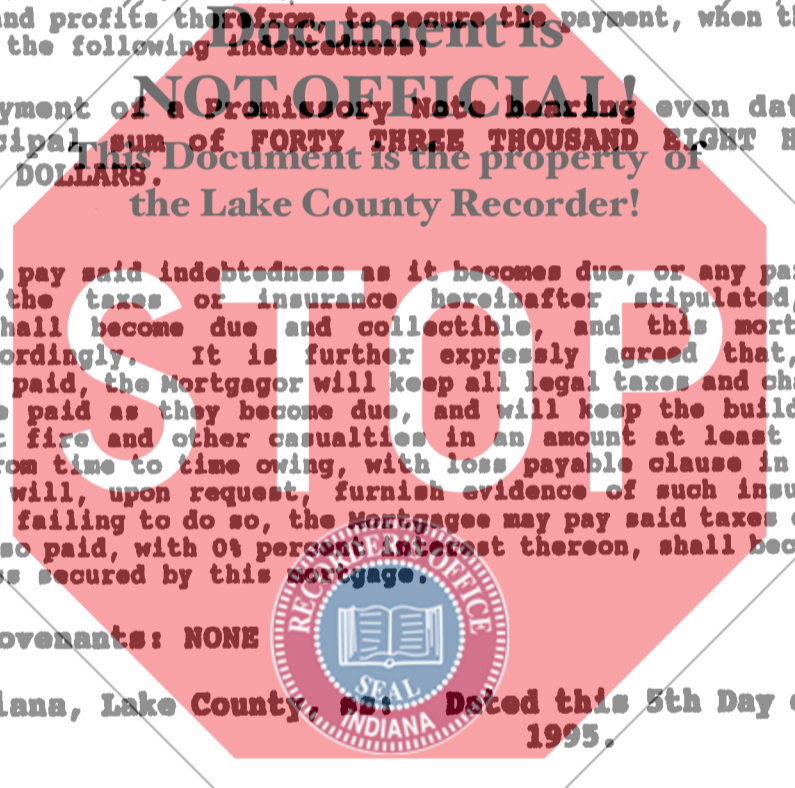 and profits therefrom, to secure the payment, when th
the following indebtedness:
Document is
NOT OFFICIAL!
yment of a Promissory Note bearing even dat
cipal sum of FORTY THREE THOUSAND EIGHT H
This Document is the property of
DOLLARS.
the Lake County Recorder!
pay said indebtedness as it becomes due, or any pa
the taxes or insurance hereinafter stipulated,
hall become due and collectible, and this mort
ordingly. It is further expressly agreed that,
paid, the Mortgagor will keep all legal taxes and cha
e paid as they become due, and will keep the build
t fire and other casualties in an amount at least
rom time to time owing, with loss payable clause in
will, upon request, furnish evidence of such insu
failing to do so, the Mortgagee may pay said taxes
so paid, with 0% percent interest thereon, shall bec
ss secured by this mortgage.
STOP
ovenants: NONE
RECORDER'S OFFICE
SEAL
INDIANA
iana, Lake County, ss: Dated this 5th Day
1995.